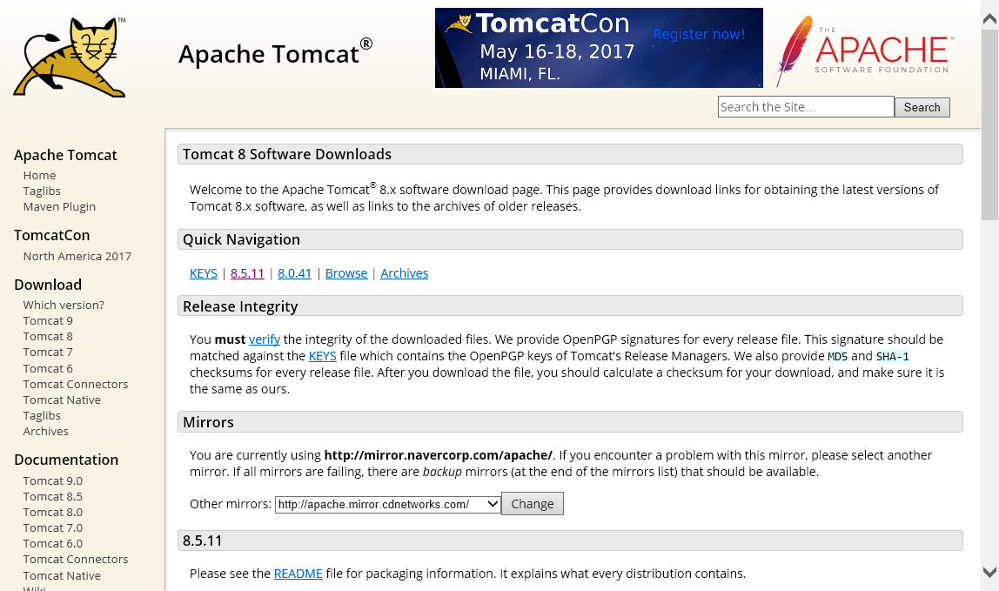 TM
Apache Tomcat®
TomcatCon
May 16-18, 2017
MIAMI, FL.
Register now!
THE
APACHE®
SOFTWARE FOUNDATION
Search the Site…
Search
Apache Tomcat
Home
Taglibs
Maven Plugin
TomcatCon
North America 2017
Download
Which version?
Tomcat 9
Tomcat 8
Tomcat 7
Tomcat 6
Tomcat Connectors
Tomcat Native
Taglibs
Archives
Documentation
Tomcat 9.0
Tomcat 8.5
Tomcat 8.0
Tomcat 7.0
Tomcat 6.0
Tomcat Connectors
Tomcat Native
Wiki
Tomcat 8 Software Downloads
Welcome to the Apache Tomcat® 8.x software download page. This page provides download links for obtaining the latest versions of
Tomcat 8.x software, as well as links to the archives of older releases.
Quick Navigation
KEYS | 8.5.11 | 8.0.41 | Browse | Archives
Release Integrity
You must verify the integrity of the downloaded files. We provide OpenPGP signatures for every release file. This signature should be
matched against the KEYS file which contains the OpenPGP keys of Tomcat's Release Managers. We also provide MD5 and SHA-1
checksums for every release file. After you download the file, you should calculate a checksum for your download, and make sure it is
the same as ours.
Mirrors
You are currently using http://mirror.navercorp.com/apache/. If you encounter a problem with this mirror, please select another
mirror. If all mirrors are failing, there are backup mirrors (at the end of the mirrors list) that should be available.
Other mirrors: http://apache.mirror.cdnetworks.com/ Change
8.5.11
Please see the README file for packaging information. It explains what every distribution contains.